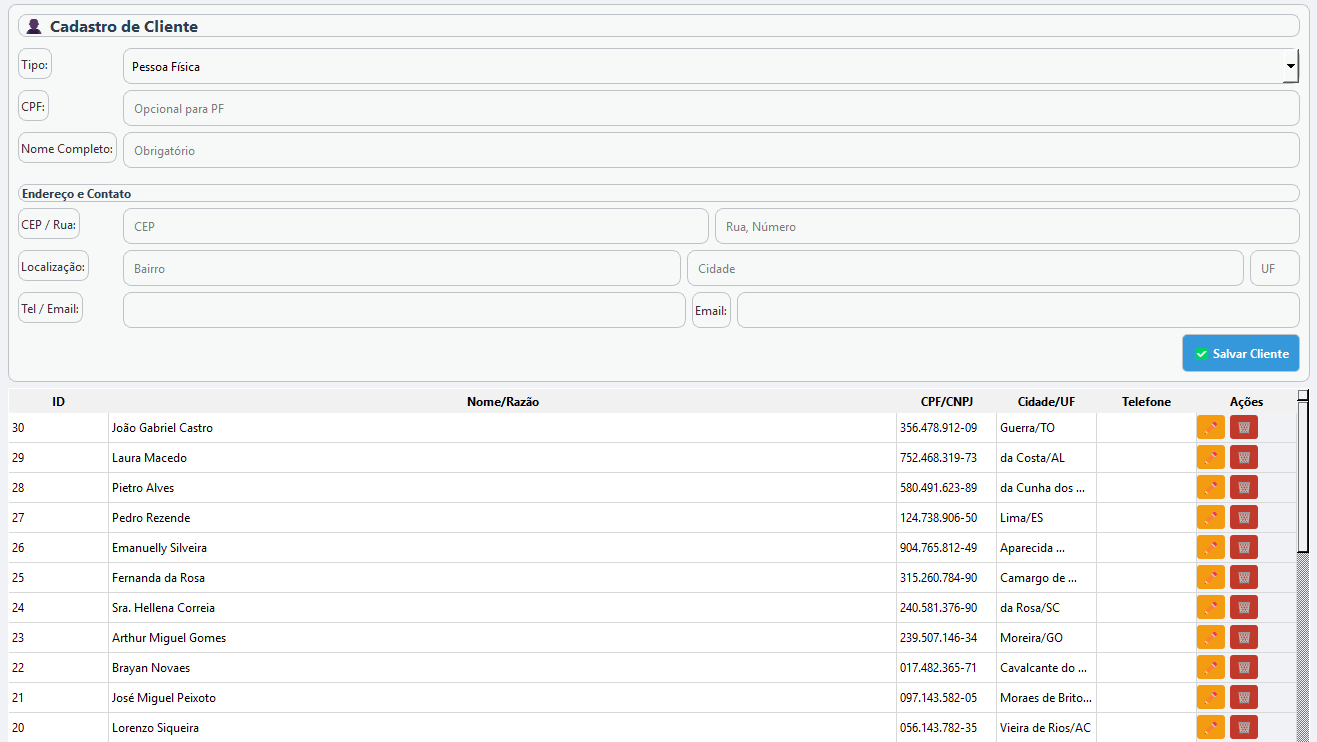 Cadastro de Cliente
Tipo: Pessoa Física
CPF: Opcional para PF
Nome Completo: Obrigatório
Endereço e Contato
CEP / Rua: CEP Rua, Número
Localização: Bairro Cidade UF
Tel / Email: Email:
Salvar Cliente
ID Nome/Razão CPF/CNPJ Cidade/UF Telefone Ações
30 João Gabriel Castro 356.478.912-09 Guerra/TO
29 Laura Macedo 752.468.319-73 da Costa/AL
28 Pietro Alves 580.491.623-89 da Cunha dos ...
27 Pedro Rezende 124.738.906-50 Lima/ES
26 Emanuelly Silveira 904.765.812-49 Aparecida ...
25 Fernanda da Rosa 315.260.784-90 Camargo de ...
24 Sra. Hellena Correia 240.581.376-90 da Rosa/SC
23 Arthur Miguel Gomes 239.507.146-34 Moreira/GO
22 Brayan Novaes 017.482.365-71 Cavalcante do ...
21 José Miguel Peixoto 097.143.582-05 Moraes de Brito...
20 Lorenzo Siqueira 056.143.782-35 Vieira de Rios/AC